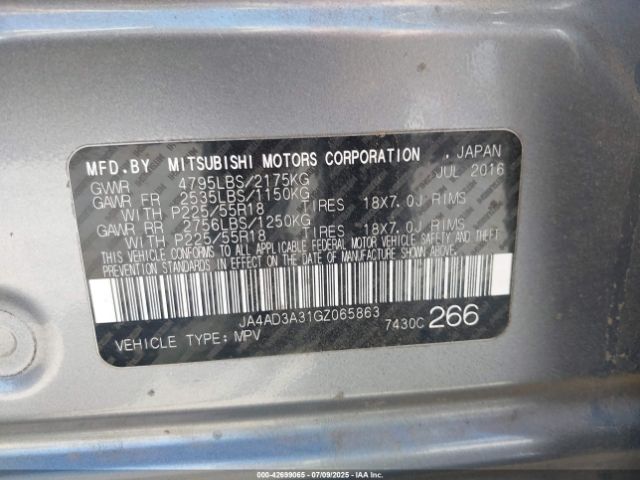 MFD.BY MITSUBISHI MOTORS CORPORATION , JAPAN
GVWR 4795LBS/2175KG JUL 2016
GAWR FR 2535LBS/1150KG
WITH P225/55R18 TIRES 18X7.0J RIMS
GAWR RR 2756LBS/1250KG
WITH P225/55R18 TIRES 18X7.0J RIMS
THIS VEHICLE CONFORMS TO ALL APPLICABLE FEDERAL MOTOR VEHICLE SAFETY AND THEFT
PREVENTION STANDARDS IN EFFECT ON THE DATE OF MANUFACTURE SHOWN ABOVE.
JA4AD3A31GZ065863 7430C 266
VEHICLE TYPE: MPV
000-42699065 - 07/09/2025 - IAAI.com